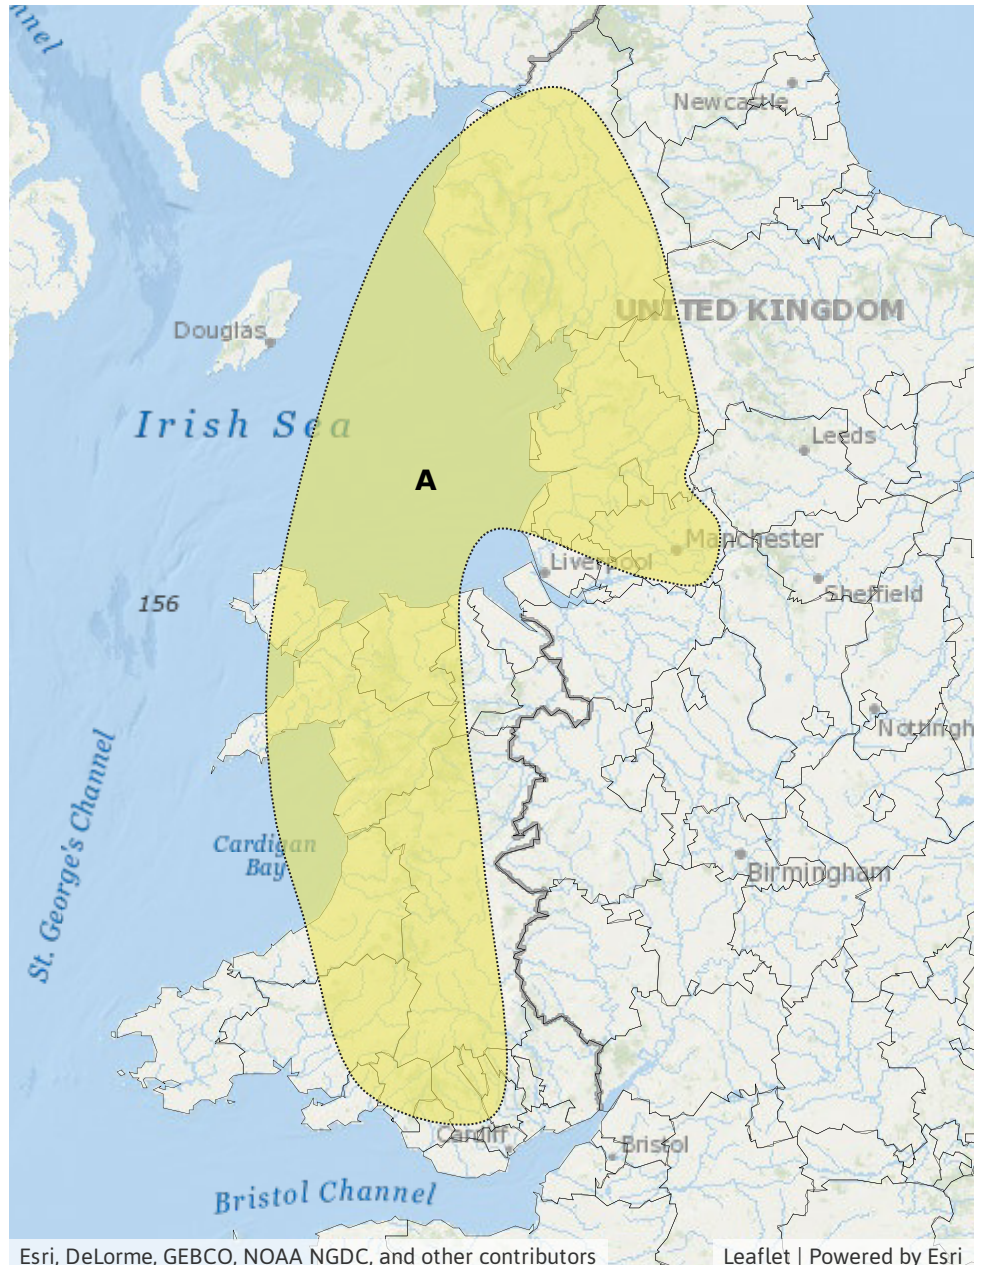 nnel
Newcastle
UNITED KINGDOM
Douglas
Irish Sea
Leeds
A
Manchester
Liverpool
Sheffield
156
Nottingh
St. George's Channel
Cardigan
Bay
Birmingham
Cardiff
Bristol
Bristol Channel
Esri, DeLorme, GEBCO, NOAA NGDC, and other contributors
Leaflet | Powered by Esri